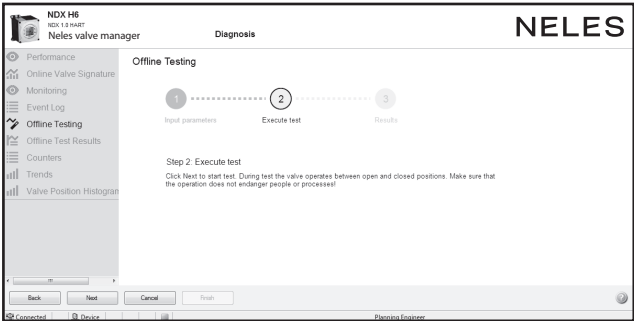 NDX H6
NDX 1.0 HART
Neles valve manager
Diagnosis
NELES
Performance
Online Valve Signature
Monitoring
Event Log
Offline Testing
Offline Test Results
Counters
Trends
Valve Position Histogran
Offline Testing
1
2
3
Input parameters
Execute test
Results
Step 2: Execute test
Click Next to start test. During test the valve operates between open and closed positions. Make sure that
the operation does not endanger people or processes!
Back
Next
Cancel
Finish
?
Connected
Device
Planning Engineer